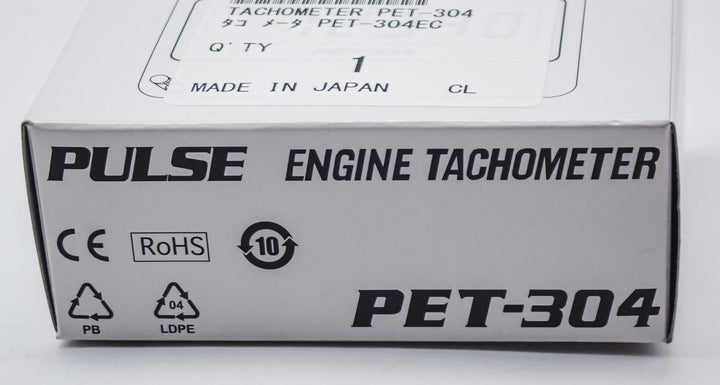 TACHOMETER PET-304
タコ メータ PET-304EC
Q'TY
1
MADE IN JAPAN CL
PULSE ENGINE TACHOMETER
CE RoHS 10
04
PB LDPE
PET-304